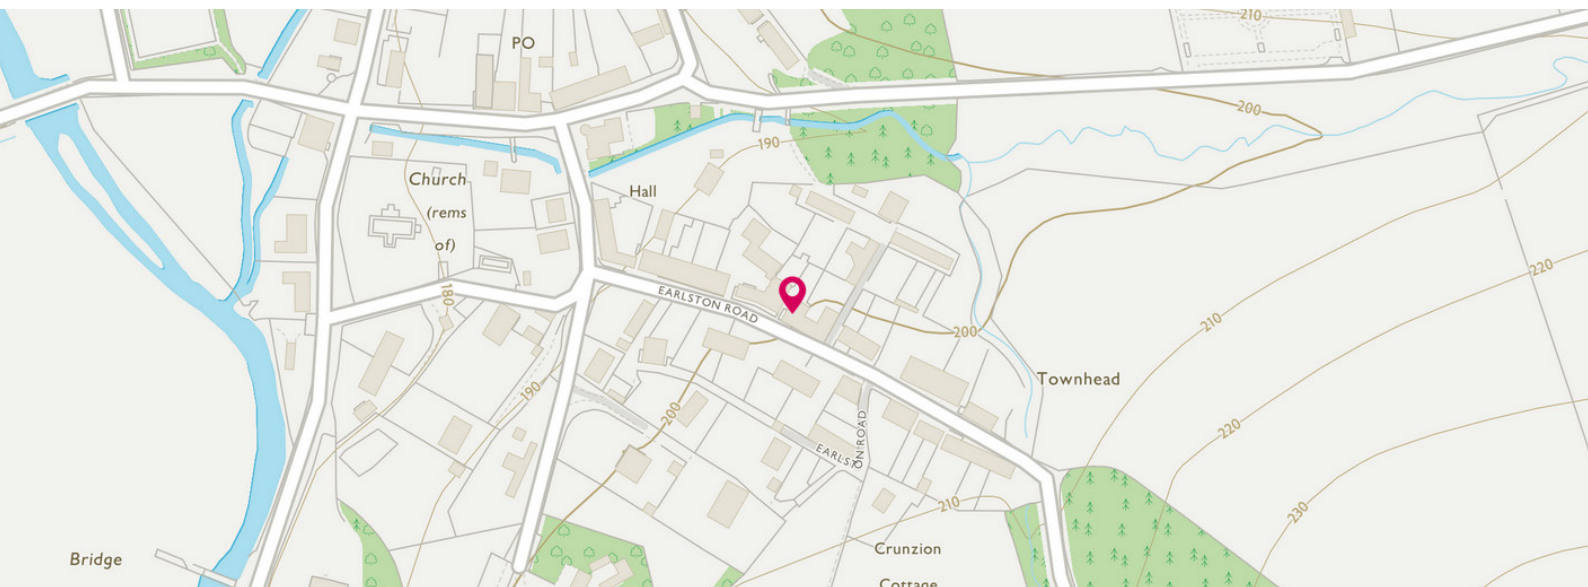 210
PO
200
190
Church
(rems
of)
Hall
180
EARLSTON ROAD
220
210
200
Townhead
190
200
220
EARLST
ON ROAD
210
230
Bridge
Crunzion
Cottage